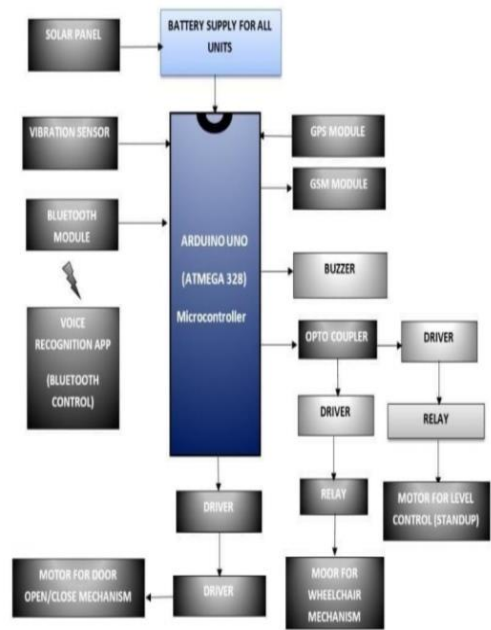 SOLAR PANEL
BATTERY SUPPLY FOR ALL
UNITS
VIBRATION SENSOR
GPS MODULE
GSM MODULE
BLUETOOTH
MODULE
ARDUINO UNO
(ATMEGA 328)
Microcontroller
BUZZER
VOICE
RECOGNITION APP
(BLUETOOTH
CONTROL)
OPTO COUPLER
DRIVER
DRIVER
RELAY
RELAY
MOTOR FOR LEVEL
CONTROL (STANDUP)
DRIVER
MOTOR FOR DOOR
OPEN/CLOSE MECHANISM
DRIVER
MOOR FOR
WHEELCHAIR
MECHANISM